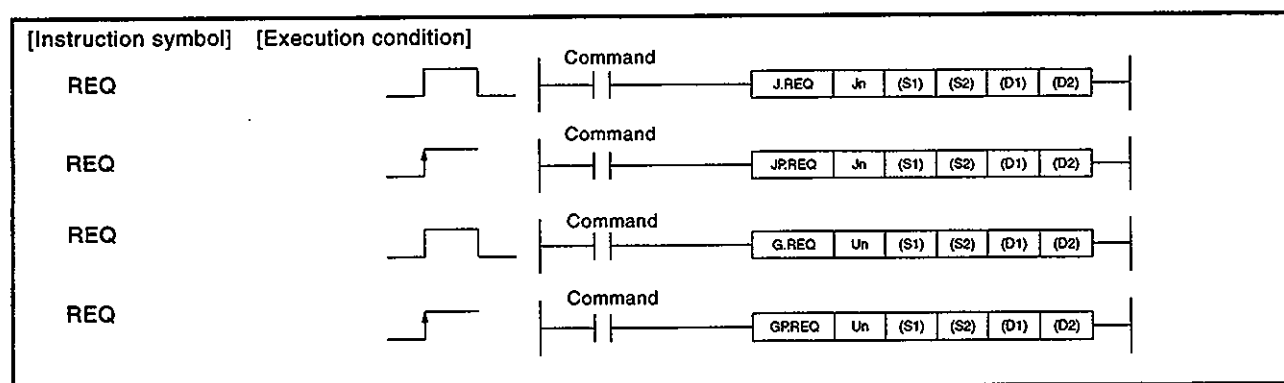 [Instruction symbol] [Execution condition]
Command
REQ J.REQ Jn (S1) (S2) (D1) (D2)
Command
REQ JP.REQ Jn (S1) (S2) (D1) (D2)
Command
REQ G.REQ Un (S1) (S2) (D1) (D2)
Command
REQ GP.REQ Un (S1) (S2) (D1) (D2)